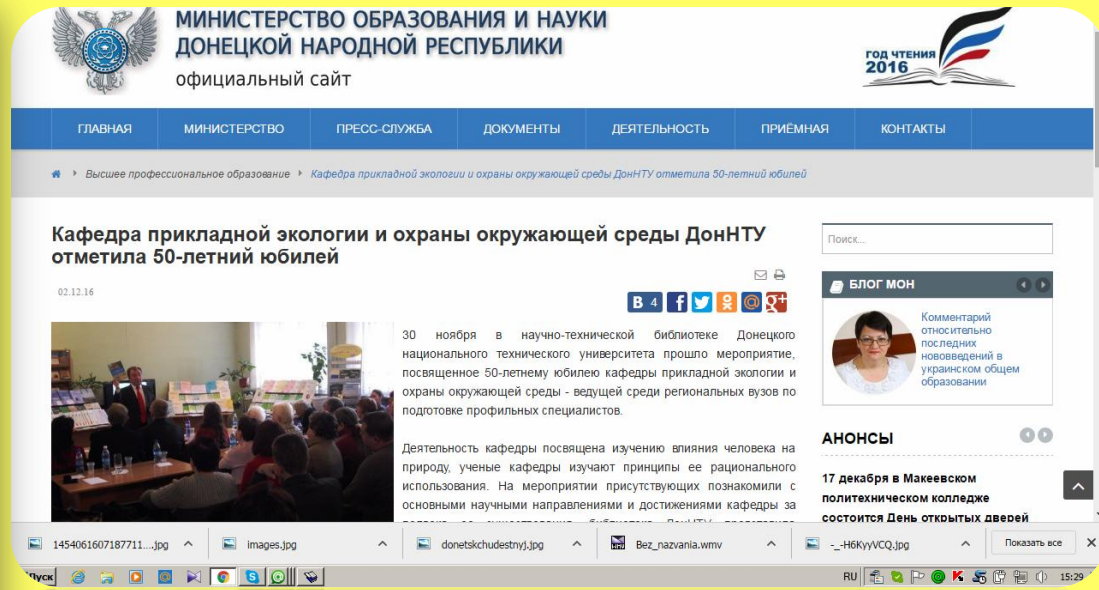 МИНИСТЕРСТВО ОБРАЗОВАНИЯ И НАУКИ
ДОНЕЦКОЙ НАРОДНОЙ РЕСПУБЛИКИ
официальный сайт
ГОД ЧТЕНИЯ
2016
ГЛАВНАЯ МИНИСТЕРСТВО ПРЕСС-СЛУЖБА ДОКУМЕНТЫ ДЕЯТЕЛЬНОСТЬ ПРИЁМНАЯ КОНТАКТЫ
Высшее профессиональное образование Кафедра прикладной экологии и охраны окружающей среды ДонНТУ отметила 50-летний юбилей
Кафедра прикладной экологии и охраны окружающей среды ДонНТУ
отметила 50-летний юбилей
02.12.16
В 4
30 ноября в научно-технической библиотеке Донецкого
национального технического университета прошло мероприятие,
посвященное 50-летнему юбилею кафедры прикладной экологии и
охраны окружающей среды - ведущей среди региональных вузов по
подготовке профильных специалистов.
Деятельность кафедры посвящена изучению влияния человека на
природу, ученые кафедры изучают принципы ее рационального
использования. На мероприятии присутствующих познакомили с
основными научными направлениями и достижениями кафедры за
Поиск...
БЛОГ МОН
Комментарий
относительно
последних
нововведений в
украинском общем
образовании
АНОНСЫ
17 декабря в Макеевском
политехническом колледже
состоится День открытых дверей
1454061607187711....jpg images.jpg donetskchudestnyj.jpg Bez_nazvania.wmv -_-H6KyyVCQ.jpg Показать все
RU 15:29